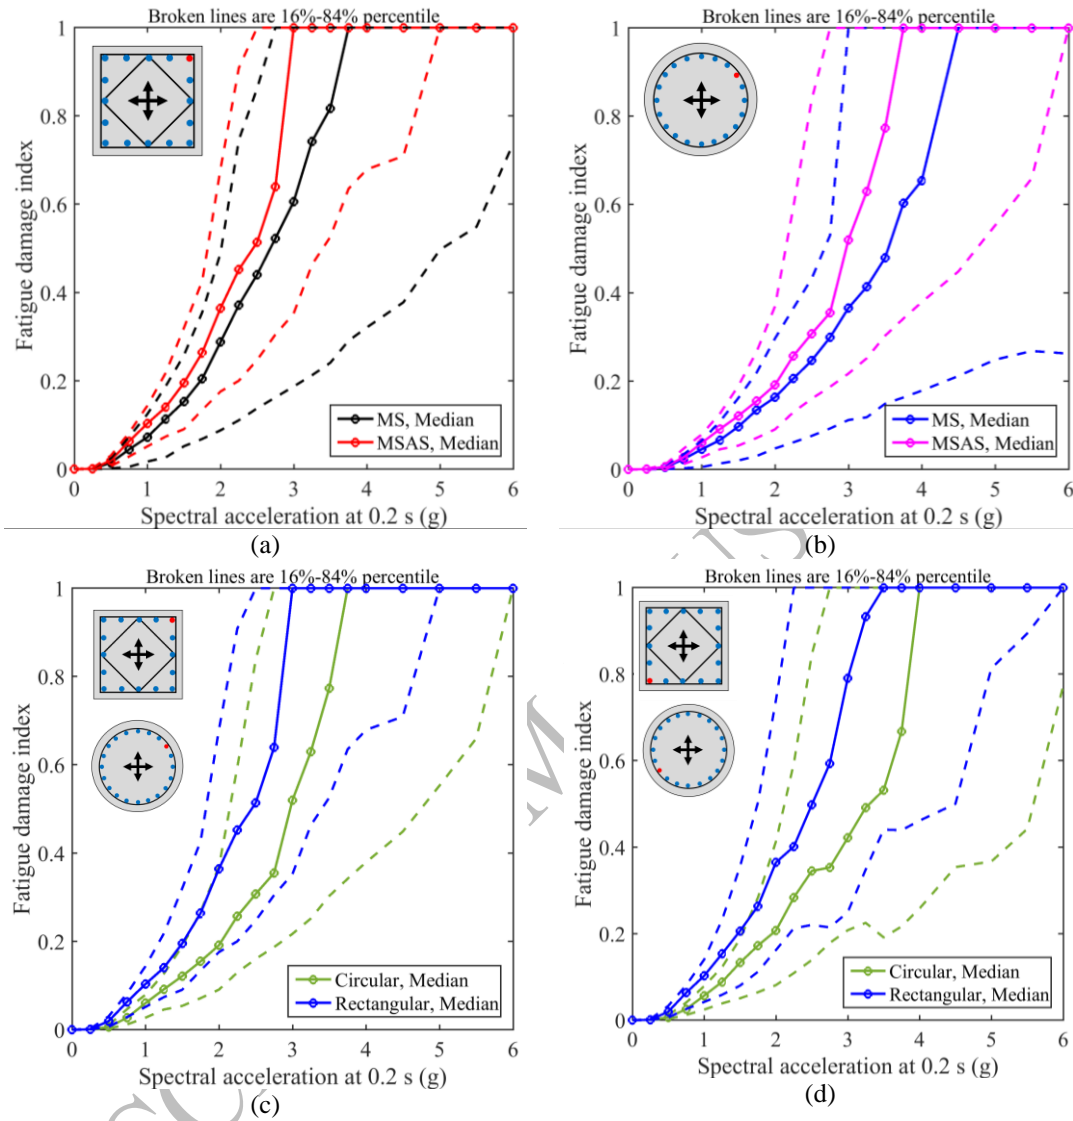 Broken lines are 16%-84% percentile
1
0.8
0.6
0.4
0.2
0
Fatigue damage index
MS, Median
MSAS, Median
0 1 2 3 4 5 6
Spectral acceleration at 0.2 s (g)
(a)
Broken lines are 16%-84% percentile
1
0.8
0.6
0.4
0.2
0
Fatigue damage index
MS, Median
MSAS, Median
0 1 2 3 4 5 6
Spectral acceleration at 0.2 s (g)
(b)
Broken lines are 16%-84% percentile
1
0.8
0.6
0.4
0.2
0
Fatigue damage index
Circular, Median
Rectangular, Median
0 1 2 3 4 5 6
Spectral acceleration at 0.2 s (g)
(c)
Broken lines are 16%-84% percentile
1
0.8
0.6
0.4
0.2
0
Fatigue damage index
Circular, Median
Rectangular, Median
0 1 2 3 4 5 6
Spectral acceleration at 0.2 s (g)
(d)